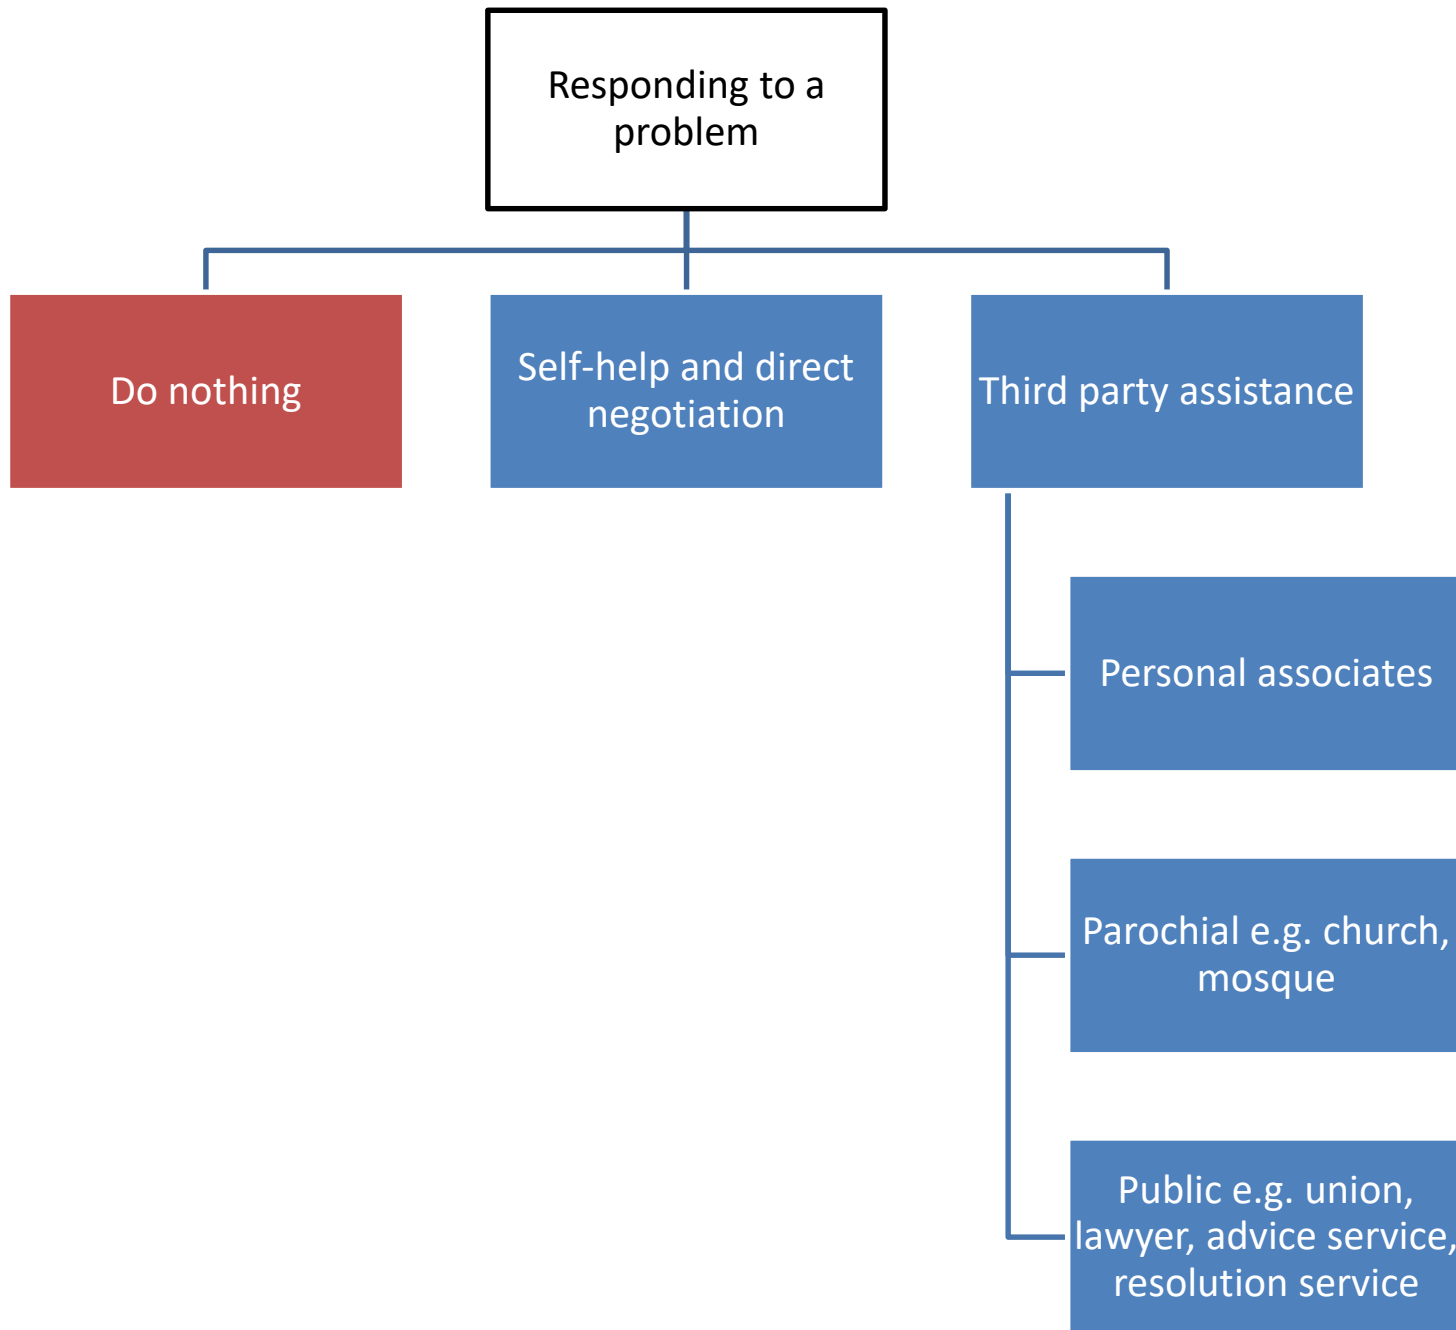 Responding to a
problem
Do nothing
Self-help and direct
negotiation
Third party assistance
Personal associates
Parochial e.g. church,
mosque
Public e.g. union,
lawyer, advice service,
resolution service